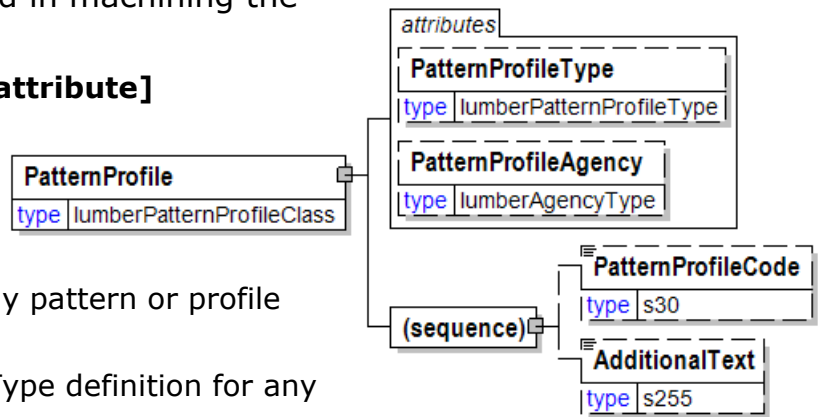 d in machining the
attributes
attribute]
PatternProfileType
type lumberPatternProfileType
PatternProfile
type lumberPatternProfileClass
PatternProfileAgency
type lumberAgencyType
y pattern or profile
(sequence)
PatternProfileCode
type s30
AdditionalText
type s255
Type definition for any